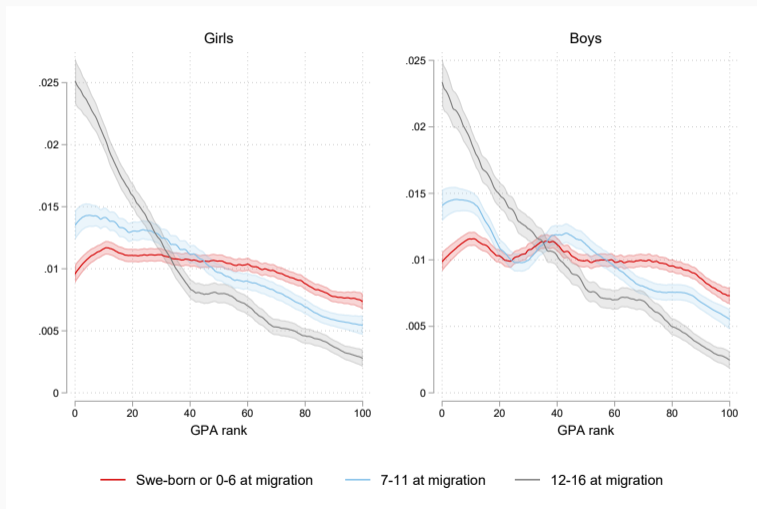 Girls
Boys
.025
.02
.015
.01
.005
0
0 20 40 60 80 100
GPA rank
.025
.02
.015
.01
.005
0
0 20 40 60 80 100
GPA rank
Swe-born or 0-6 at migration
7-11 at migration
12-16 at migration